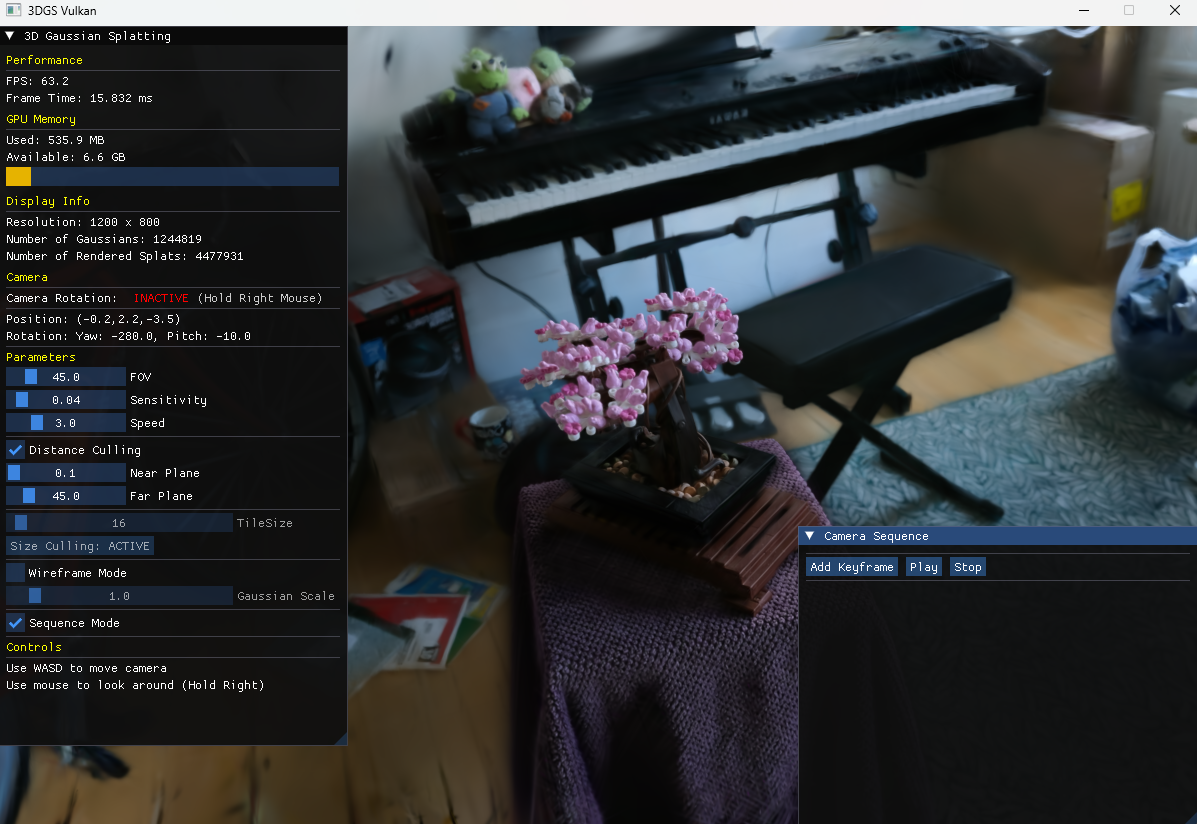 3DGS Vulkan
3D Gaussian Splatting
Performance
FPS: 63.2
Frame Time: 15.832 ms
GPU Memory
Used: 535.9 MB
Available: 6.6 GB
Display Info
Resolution: 1200 x 800
Number of Gaussians: 1244819
Number of Rendered Splats: 4477931
Camera
Camera Rotation: INACTIVE (Hold Right Mouse)
Position: (-0.2,2.2,-3.5)
Rotation: Yaw: -280.0, Pitch: -10.0
Parameters
45.0 FOV
0.04 Sensitivity
3.0 Speed
Distance Culling
0.1 Near Plane
45.0 Far Plane
16 TileSize
Size Culling: ACTIVE
Wireframe Mode
1.0 Gaussian Scale
Sequence Mode
Controls
Use WASD to move camera
Use mouse to look around (Hold Right)
Camera Sequence
Add Keyframe Play Stop